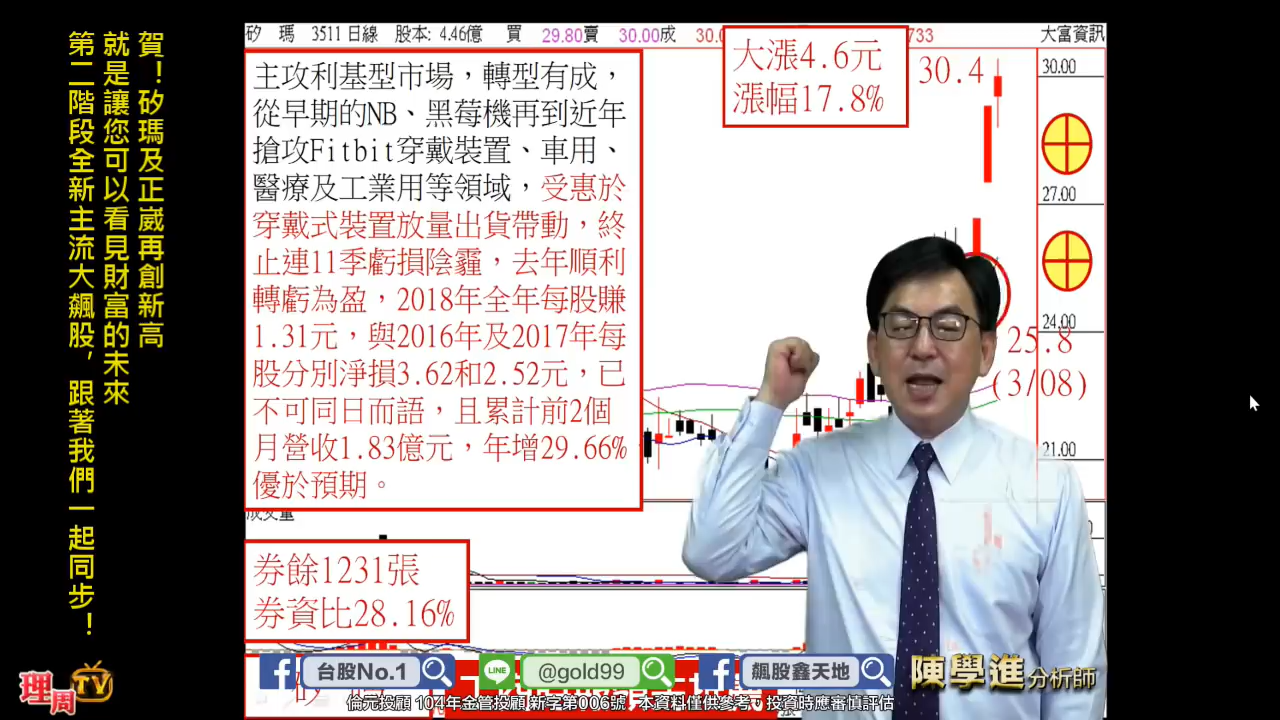 賀！矽瑪及正崴再創新高
就是讓您可以看見財富的未來
第二階段全新主流大飆股，跟著我們一起同步！
矽 瑪 3511 日線 股本: 4.46億 買 29.80賣 30.00成 30.0 733 大富資訊
主攻利基型市場，轉型有成，
從早期的NB、黑莓機再到近年
搶攻Fitbit穿戴裝置、車用、
醫療及工業用等領域，受惠於
穿戴式裝置放量出貨帶動，終
止連11季虧損陰霾，去年順利
轉虧為盈，2018年全年每股賺
1.31元，與2016年及2017年每
股分別淨損3.62和2.52元，已
不可同日而語，且累計前2個
月營收1.83億元，年增29.66%
優於預期。
大漲4.6元
漲幅17.8%
30.4
30.00
27.00
24.00
25.8
(3/08)
21.00
成交量
券餘1231張
券資比28.16%
台股No.1
LINE
@gold99
飆股鑫天地
陳學進分析師
理周TV
倫元投顧 104年金管投顧 新字第006號 本資料僅供參考，投資時應審慎評估